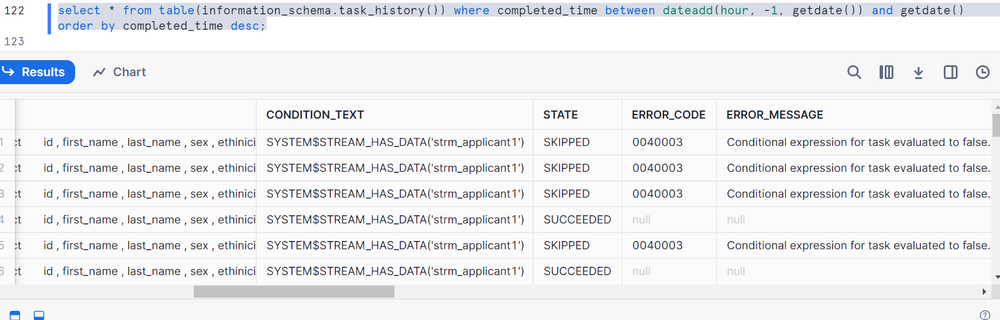 122 select * from table(information_schema.task_history()) where completed_time between dateadd(hour, -1, getdate()) and getdate()
order by completed_time desc;
123
Results Chart
CONDITION_TEXT STATE ERROR_CODE ERROR_MESSAGE
1 ct id , first_name , last_name , sex , ethinici SYSTEM$STREAM_HAS_DATA('strm_applicant1') SKIPPED 0040003 Conditional expression for task evaluated to false.
2 ct id , first_name , last_name , sex , ethinici SYSTEM$STREAM_HAS_DATA('strm_applicant1') SKIPPED 0040003 Conditional expression for task evaluated to false.
3 ct id , first_name , last_name , sex , ethinici SYSTEM$STREAM_HAS_DATA('strm_applicant1') SKIPPED 0040003 Conditional expression for task evaluated to false.
4 ct id , first_name , last_name , sex , ethinici SYSTEM$STREAM_HAS_DATA('strm_applicant1') SUCCEEDED null null
5 ct id , first_name , last_name , sex , ethinici SYSTEM$STREAM_HAS_DATA('strm_applicant1') SKIPPED 0040003 Conditional expression for task evaluated to false.
6 ct id , first_name , last_name , sex , ethinici SYSTEM$STREAM_HAS_DATA('strm_applicant1') SUCCEEDED null null